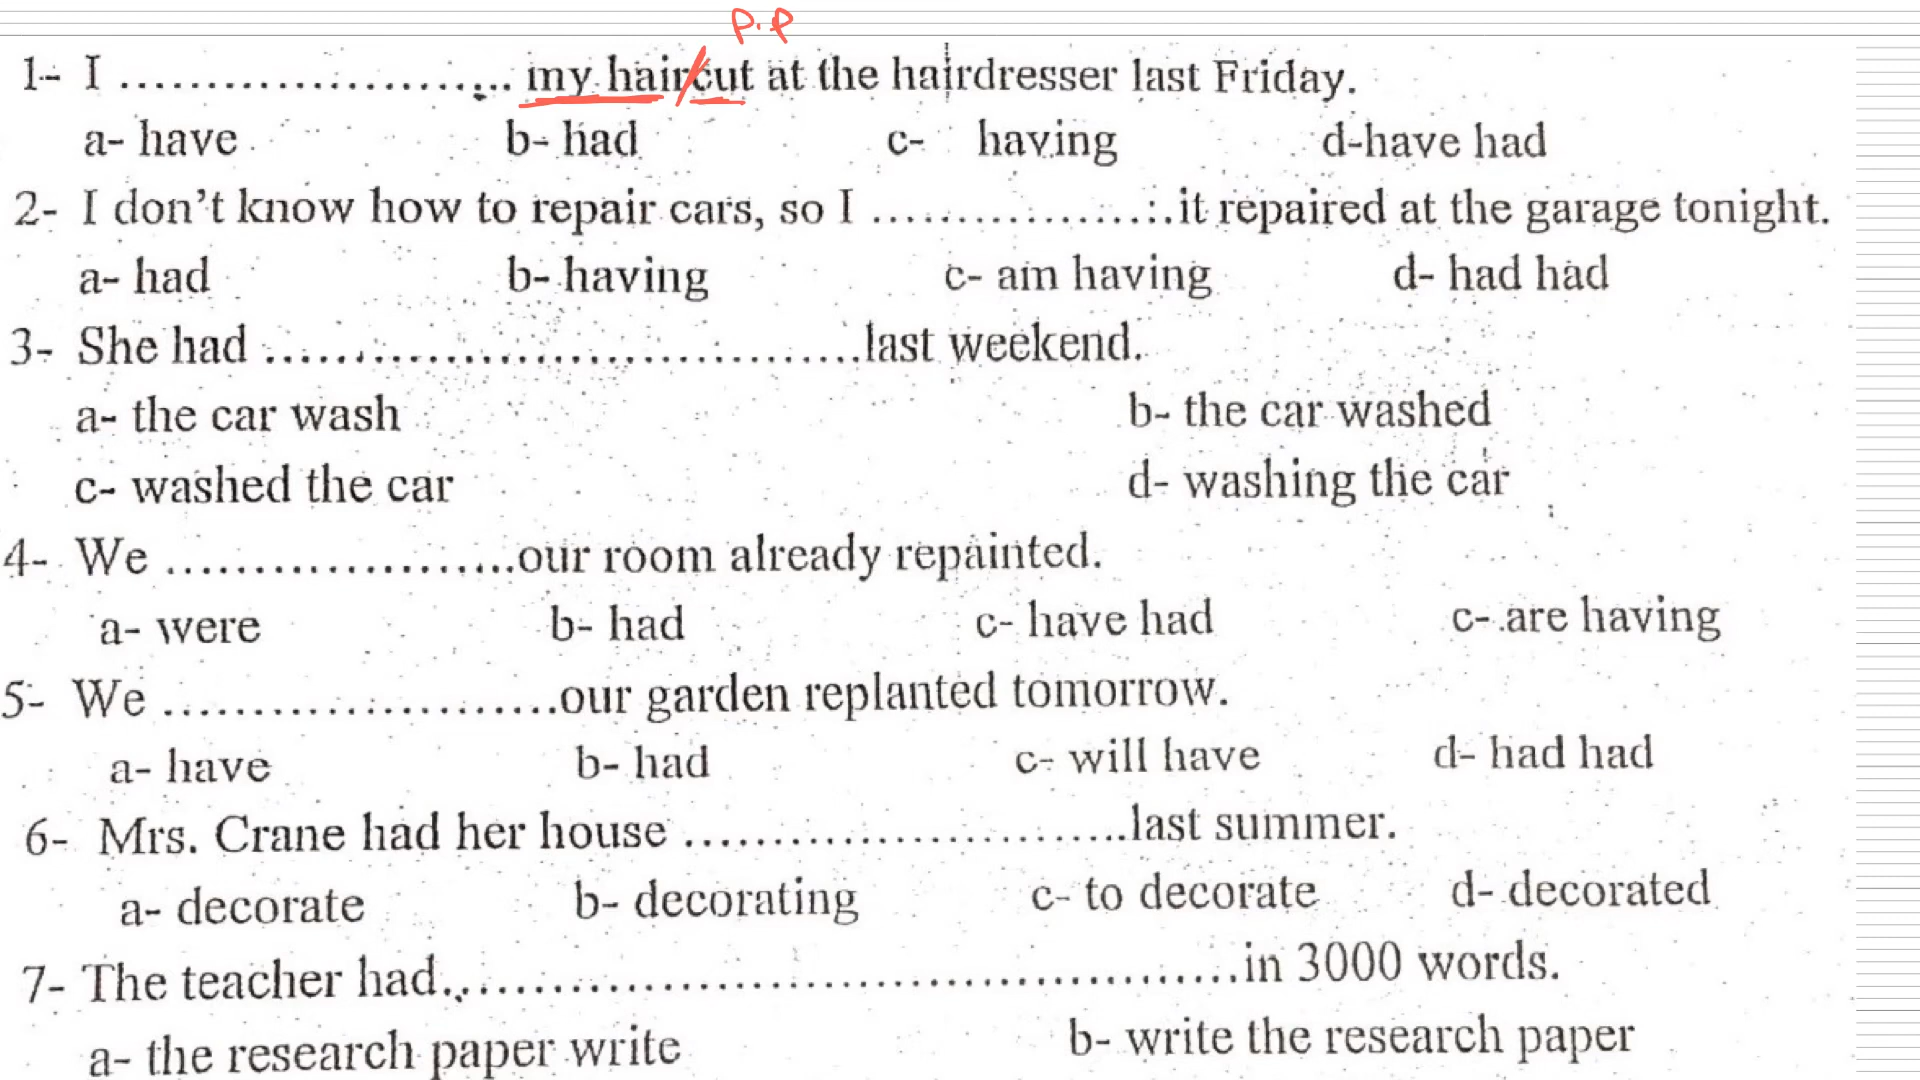 P.P
1- I ........................ my hair/cut at the hairdresser last Friday.
a- have b- had c- having d-have had
2- I don't know how to repair cars, so I ................... it repaired at the garage tonight.
a- had b- having c- am having d- had had
3- She had ..........................................last weekend.
a- the car wash b- the car washed
c- washed the car d- washing the car
4- We ........................our room already repainted.
a- were b- had c- have had c- are having
5- We ...........................our garden replanted tomorrow.
a- have b- had c- will have d- had had
6- Mrs. Crane had her house ..............................last summer.
a- decorate b- decorating c- to decorate d- decorated
7- The teacher had........................................................in 3000 words.
a- the research paper write b- write the research paper